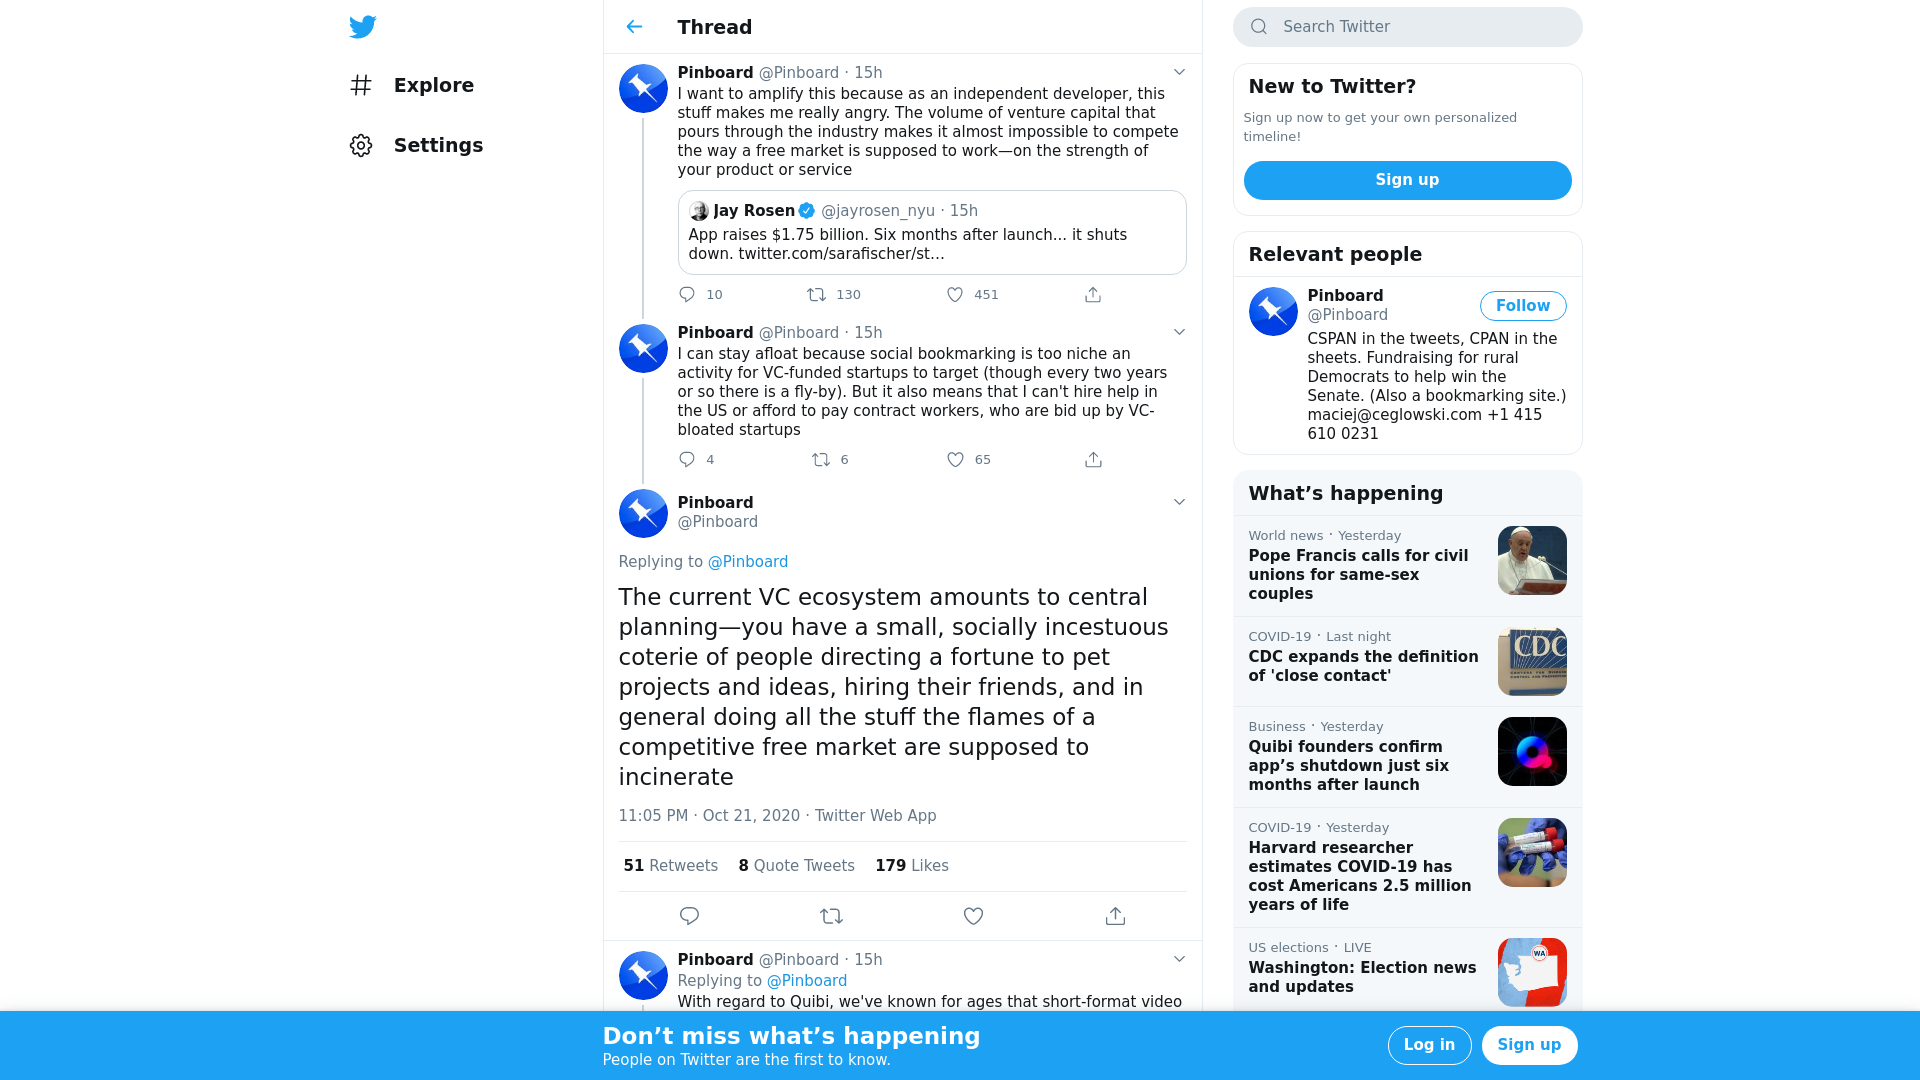 Explore
Settings
Thread
Pinboard @Pinboard · 15h
I want to amplify this because as an independent developer, this
stuff makes me really angry. The volume of venture capital that
pours through the industry makes it almost impossible to compete
the way a free market is supposed to work—on the strength of
your product or service
Jay Rosen @jayrosen_nyu · 15h
App raises $1.75 billion. Six months after launch... it shuts
down. twitter.com/sarafischer/st…
10 130 451
Pinboard @Pinboard · 15h
I can stay afloat because social bookmarking is too niche an
activity for VC-funded startups to target (though every two years
or so there is a fly-by). But it also means that I can't hire help in
the US or afford to pay contract workers, who are bid up by VC-
bloated startups
4 6 65
Pinboard
@Pinboard
Replying to @Pinboard
The current VC ecosystem amounts to central
planning—you have a small, socially incestuous
coterie of people directing a fortune to pet
projects and ideas, hiring their friends, and in
general doing all the stuff the flames of a
competitive free market are supposed to
incinerate
11:05 PM · Oct 21, 2020 · Twitter Web App
51 Retweets 8 Quote Tweets 179 Likes
Pinboard @Pinboard · 15h
Replying to @Pinboard
With regard to Quibi, we've known for ages that short-format video
Search Twitter
New to Twitter?
Sign up now to get your own personalized
timeline!
Sign up
Relevant people
Pinboard
@Pinboard
Follow
CSPAN in the tweets, CPAN in the
sheets. Fundraising for rural
Democrats to help win the
Senate. (Also a bookmarking site.)
maciej@ceglowski.com +1 415
610 0231
What's happening
World news · Yesterday
Pope Francis calls for civil
unions for same-sex
couples
COVID-19 · Last night
CDC expands the definition
of 'close contact'
CDC
Business · Yesterday
Quibi founders confirm
app's shutdown just six
months after launch
COVID-19 · Yesterday
Harvard researcher
estimates COVID-19 has
cost Americans 2.5 million
years of life
US elections · LIVE
Washington: Election news
and updates
WA
Don't miss what's happening
People on Twitter are the first to know.
Log in
Sign up